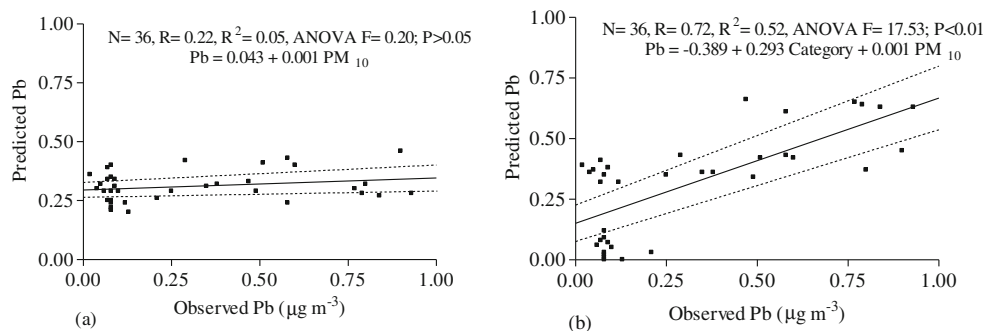 N= 36, R= 0.22, R²= 0.05, ANOVA F= 0.20; P>0.05
Pb = 0.043 + 0.001 PM 10
1.00
0.75
0.50
0.25
0.00
Predicted Pb
0.00 0.25 0.50 0.75 1.00
Observed Pb (μg m⁻³)
(a)
N= 36, R= 0.72, R²= 0.52, ANOVA F= 17.53; P<0.01
Pb = -0.389 + 0.293 Category + 0.001 PM 10
1.00
0.75
0.50
0.25
0.00
Predicted Pb
0.00 0.25 0.50 0.75 1.00
Observed Pb (μg m⁻³)
(b)